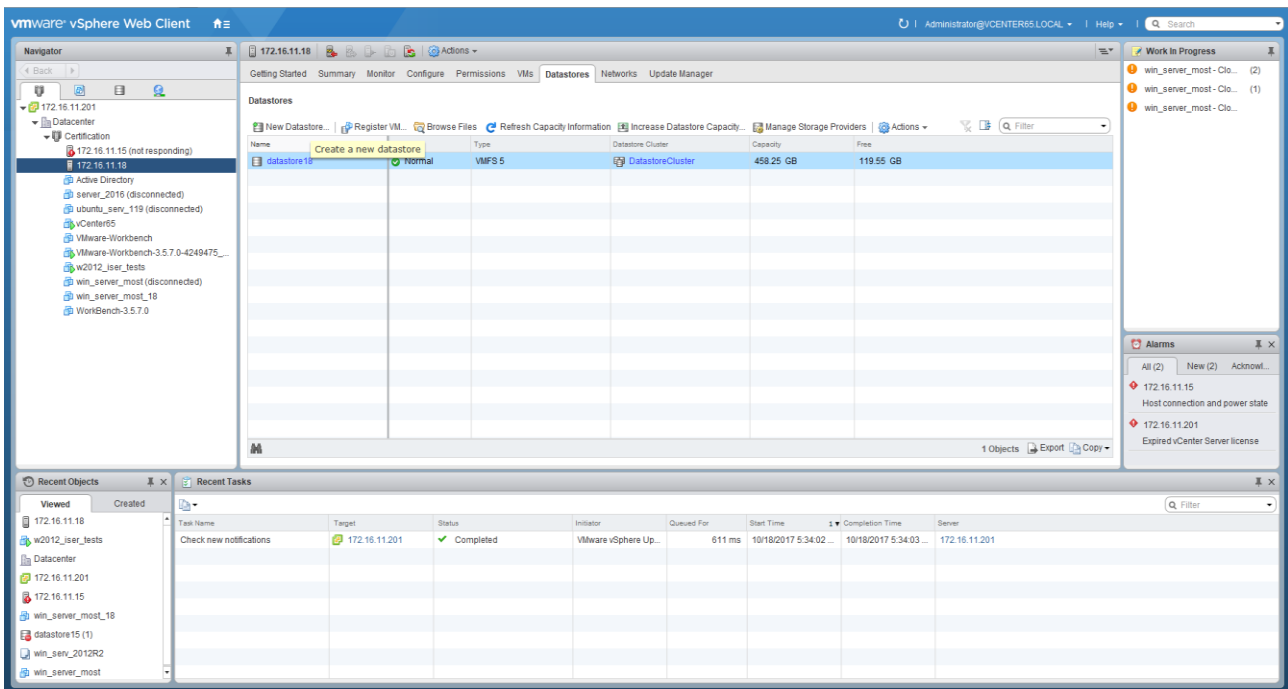 vmware® vSphere Web Client
Administrator@VCENTER65.LOCAL
Help
Search
Navigator
Back
172.16.11.201
Datacenter
Certification
172.16.11.15 (not responding)
172.16.11.18
Active Directory
server_2016 (disconnected)
ubuntu_serv_119 (disconnected)
vCenter65
VMware-Workbench
VMware-Workbench-3.5.7.0-4249475_...
w2012_iser_tests
win_server_most (disconnected)
win_server_most_18
WorkBench-3.5.7.0
172.16.11.18 Actions
Getting Started Summary Monitor Configure Permissions VMs Datastores Networks Update Manager
Datastores
New Datastore... Register VM... Browse Files Refresh Capacity Information Increase Datastore Capacity... Manage Storage Providers Actions Filter
Name Type Datastore Cluster Capacity Free
Create a new datastore
datastore18 Normal VMFS 5 DatastoreCluster 458.25 GB 119.55 GB
1 Objects Export Copy
Work In Progress
win_server_most - Clo... (2)
win_server_most - Clo... (1)
win_server_most - Clo...
Alarms
All (2) New (2) Acknowl...
172.16.11.15
Host connection and power state
172.16.11.201
Expired vCenter Server license
Recent Objects
Viewed Created
172.16.11.18
w2012_iser_tests
Datacenter
172.16.11.201
172.16.11.15
win_server_most_18
datastore15 (1)
win_serv_2012R2
win_server_most
Recent Tasks
Filter
Task Name Target Status Initiator Queued For Start Time 1 Completion Time Server
Check new notifications 172.16.11.201 Completed VMware vSphere Up... 611 ms 10/18/2017 5:34:02 ... 10/18/2017 5:34:03 ... 172.16.11.201